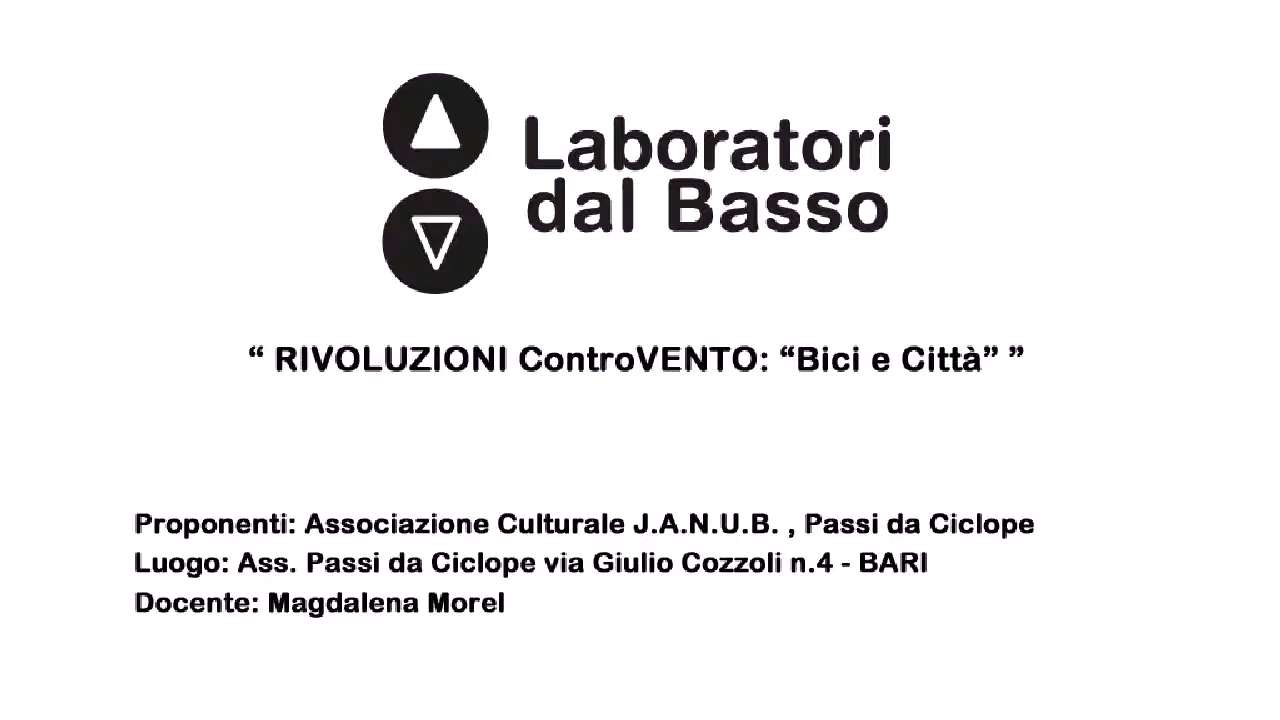 Laboratori
dal Basso
“ RIVOLUZIONI ControVENTO: “Bici e Città” ”
Proponenti: Associazione Culturale J.A.N.U.B. , Passi da Ciclope
Luogo: Ass. Passi da Ciclope via Giulio Cozzoli n.4 - BARI
Docente: Magdalena Morel